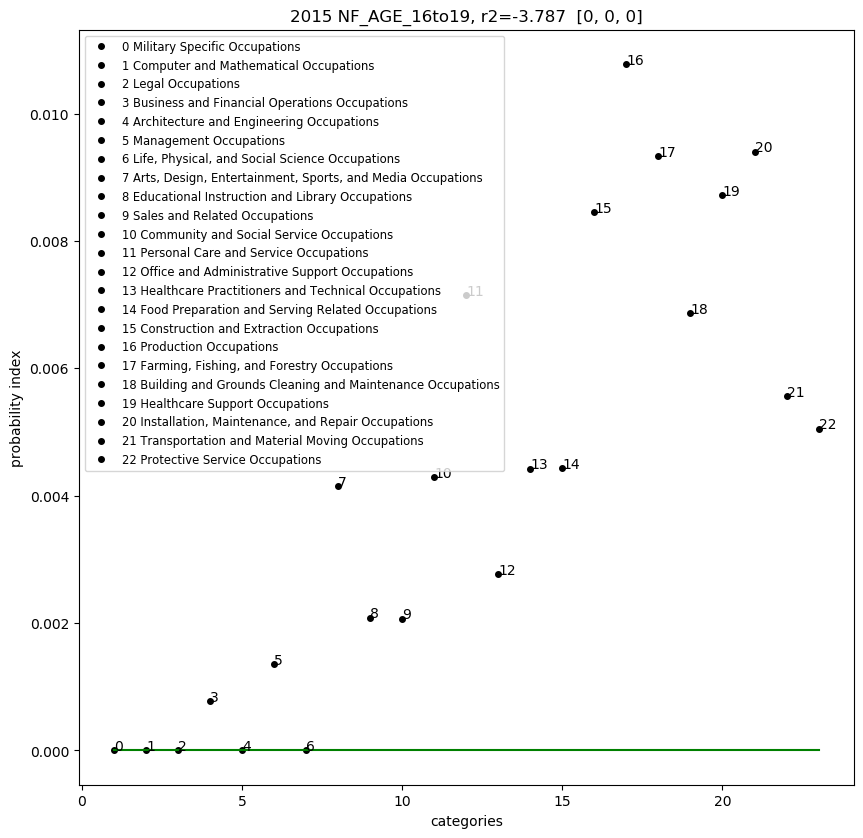 2015 NF_AGE_16to19, r2=-3.787  [0, 0, 0]
0 Military Specific Occupations
1 Computer and Mathematical Occupations
2 Legal Occupations
3 Business and Financial Operations Occupations
4 Architecture and Engineering Occupations
5 Management Occupations
6 Life, Physical, and Social Science Occupations
7 Arts, Design, Entertainment, Sports, and Media Occupations
8 Educational Instruction and Library Occupations
9 Sales and Related Occupations
10 Community and Social Service Occupations
11 Personal Care and Service Occupations
12 Office and Administrative Support Occupations
13 Healthcare Practitioners and Technical Occupations
14 Food Preparation and Serving Related Occupations
15 Construction and Extraction Occupations
16 Production Occupations
17 Farming, Fishing, and Forestry Occupations
18 Building and Grounds Cleaning and Maintenance Occupations
19 Healthcare Support Occupations
20 Installation, Maintenance, and Repair Occupations
21 Transportation and Material Moving Occupations
22 Protective Service Occupations
16
17
20
15
19
11
18
21
22
13
14
10
7
12
8
9
5
3
0
1
2
4
6
0.010
0.008
0.006
0.004
0.002
0.000
probability index
0
5
10
15
20
categories